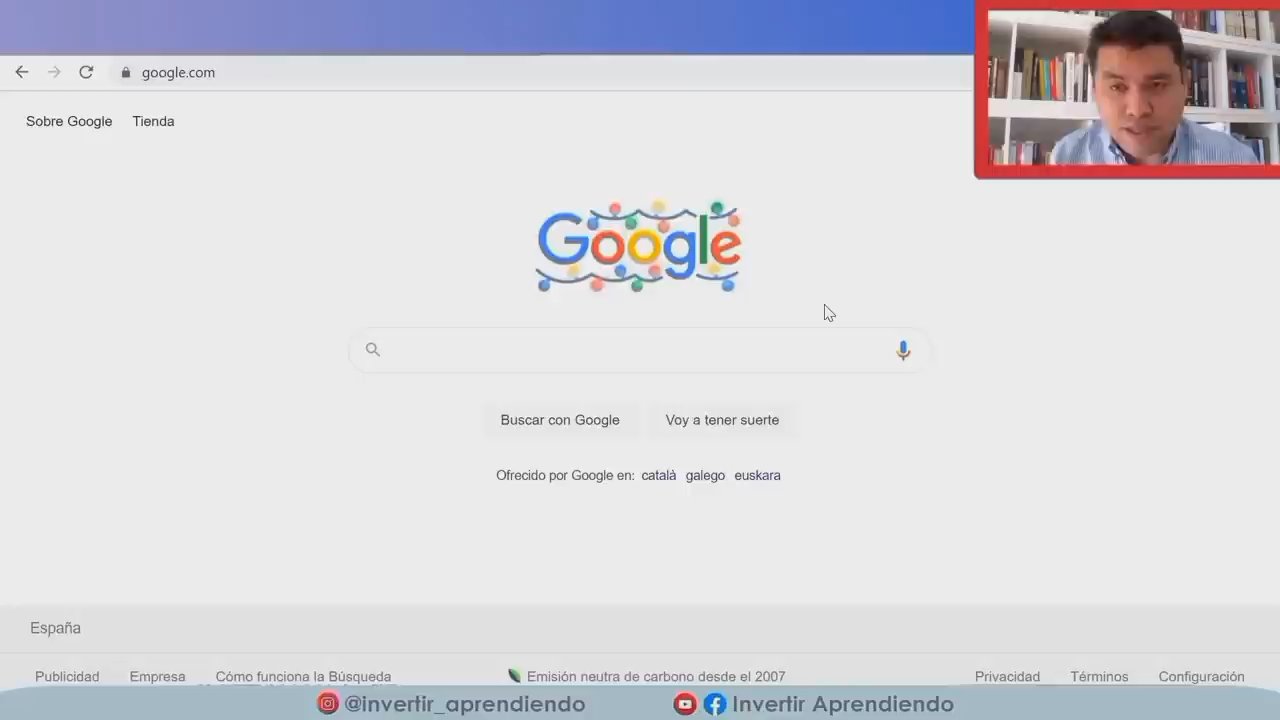 google.com
Sobre Google Tienda
Google
Buscar con Google Voy a tener suerte
Ofrecido por Google en: català galego euskara
España
Publicidad Empresa Cómo funciona la Búsqueda Emisión neutra de carbono desde el 2007 Privacidad Términos Configuración
@invertir_aprendiendo Invertir Aprendiendo